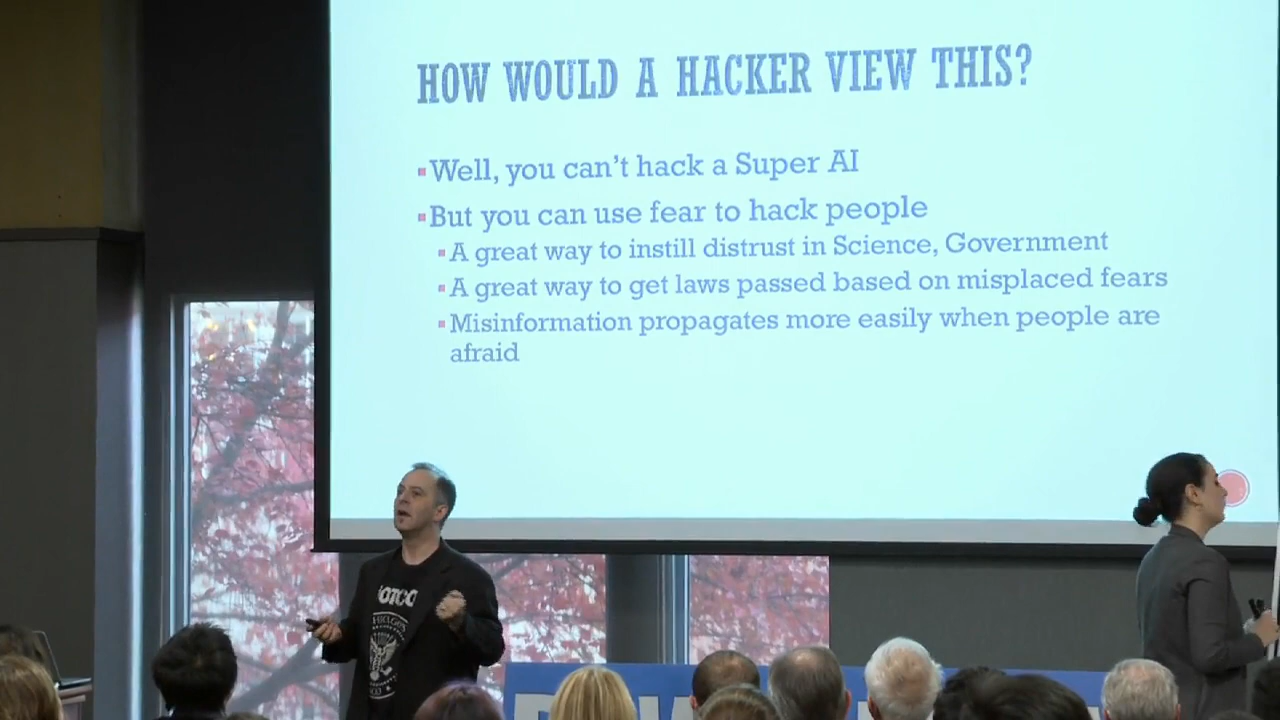 HOW WOULD A HACKER VIEW THIS?
Well, you can't hack a Super AI
But you can use fear to hack people
A great way to instill distrust in Science, Government
A great way to get laws passed based on misplaced fears
Misinformation propagates more easily when people are
afraid